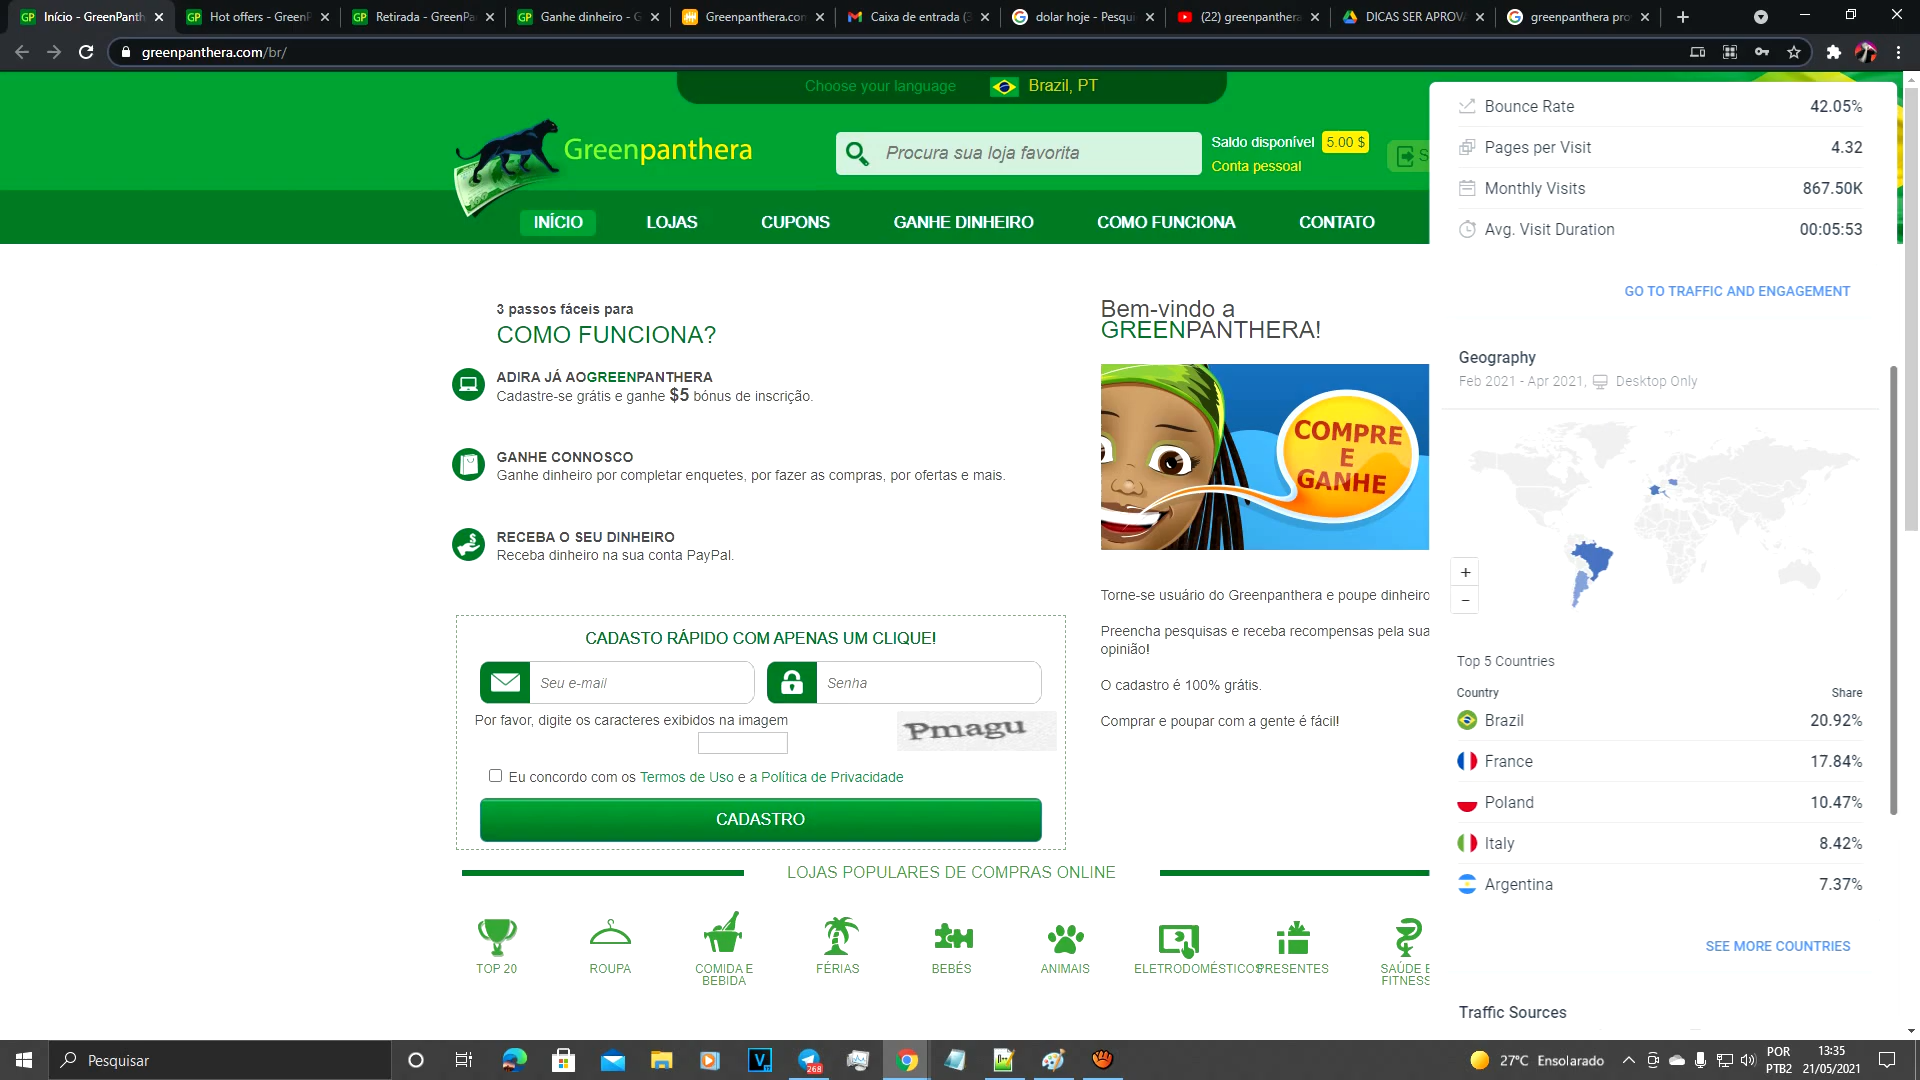 Início - GreenPanth
Hot offers - GreenP
Retirada - GreenPa
Ganhe dinheiro - G
Greenpanthera.com
Caixa de entrada (3
dolar hoje - Pesqui
(22) greenpanthera
DICAS SER APROVA
greenpanthera pro
greenpanthera.com/br/
Choose your language
Brazil, PT
Greenpanthera
Procura sua loja favorita
Saldo disponível 5.00 $
Conta pessoal
S
INÍCIO
LOJAS
CUPONS
GANHE DINHEIRO
COMO FUNCIONA
CONTATO
3 passos fáceis para
COMO FUNCIONA?
ADIRA JÁ AOGREENPANTHERA
Cadastre-se grátis e ganhe $5 bónus de inscrição.
GANHE CONNOSCO
Ganhe dinheiro por completar enquetes, por fazer as compras, por ofertas e mais.
RECEBA O SEU DINHEIRO
Receba dinheiro na sua conta PayPal.
CADASTO RÁPIDO COM APENAS UM CLIQUE!
Seu e-mail
Senha
Por favor, digite os caracteres exibidos na imagem
Pmagu
Eu concordo com os Termos de Uso e a Política de Privacidade
CADASTRO
Bem-vindo a
GREENPANTHERA!
COMPRE
E
GANHE
Torne-se usuário do Greenpanthera e poupe dinheiro
Preencha pesquisas e receba recompensas pela sua
opinião!
O cadastro é 100% grátis.
Comprar e poupar com a gente é fácil!
LOJAS POPULARES DE COMPRAS ONLINE
TOP 20
ROUPA
COMIDA E
BEBIDA
FÉRIAS
BEBÉS
ANIMAIS
ELETRODOMÉSTICOS
PRESENTES
SAÚDE E
FITNESS
Bounce Rate 42.05%
Pages per Visit 4.32
Monthly Visits 867.50K
Avg. Visit Duration 00:05:53
GO TO TRAFFIC AND ENGAGEMENT
Geography
Feb 2021 - Apr 2021, Desktop Only
+
−
Top 5 Countries
Country Share
Brazil 20.92%
France 17.84%
Poland 10.47%
Italy 8.42%
Argentina 7.37%
SEE MORE COUNTRIES
Traffic Sources
Pesquisar
268
27°C Ensolarado
POR
PTB2
13:35
21/05/2021